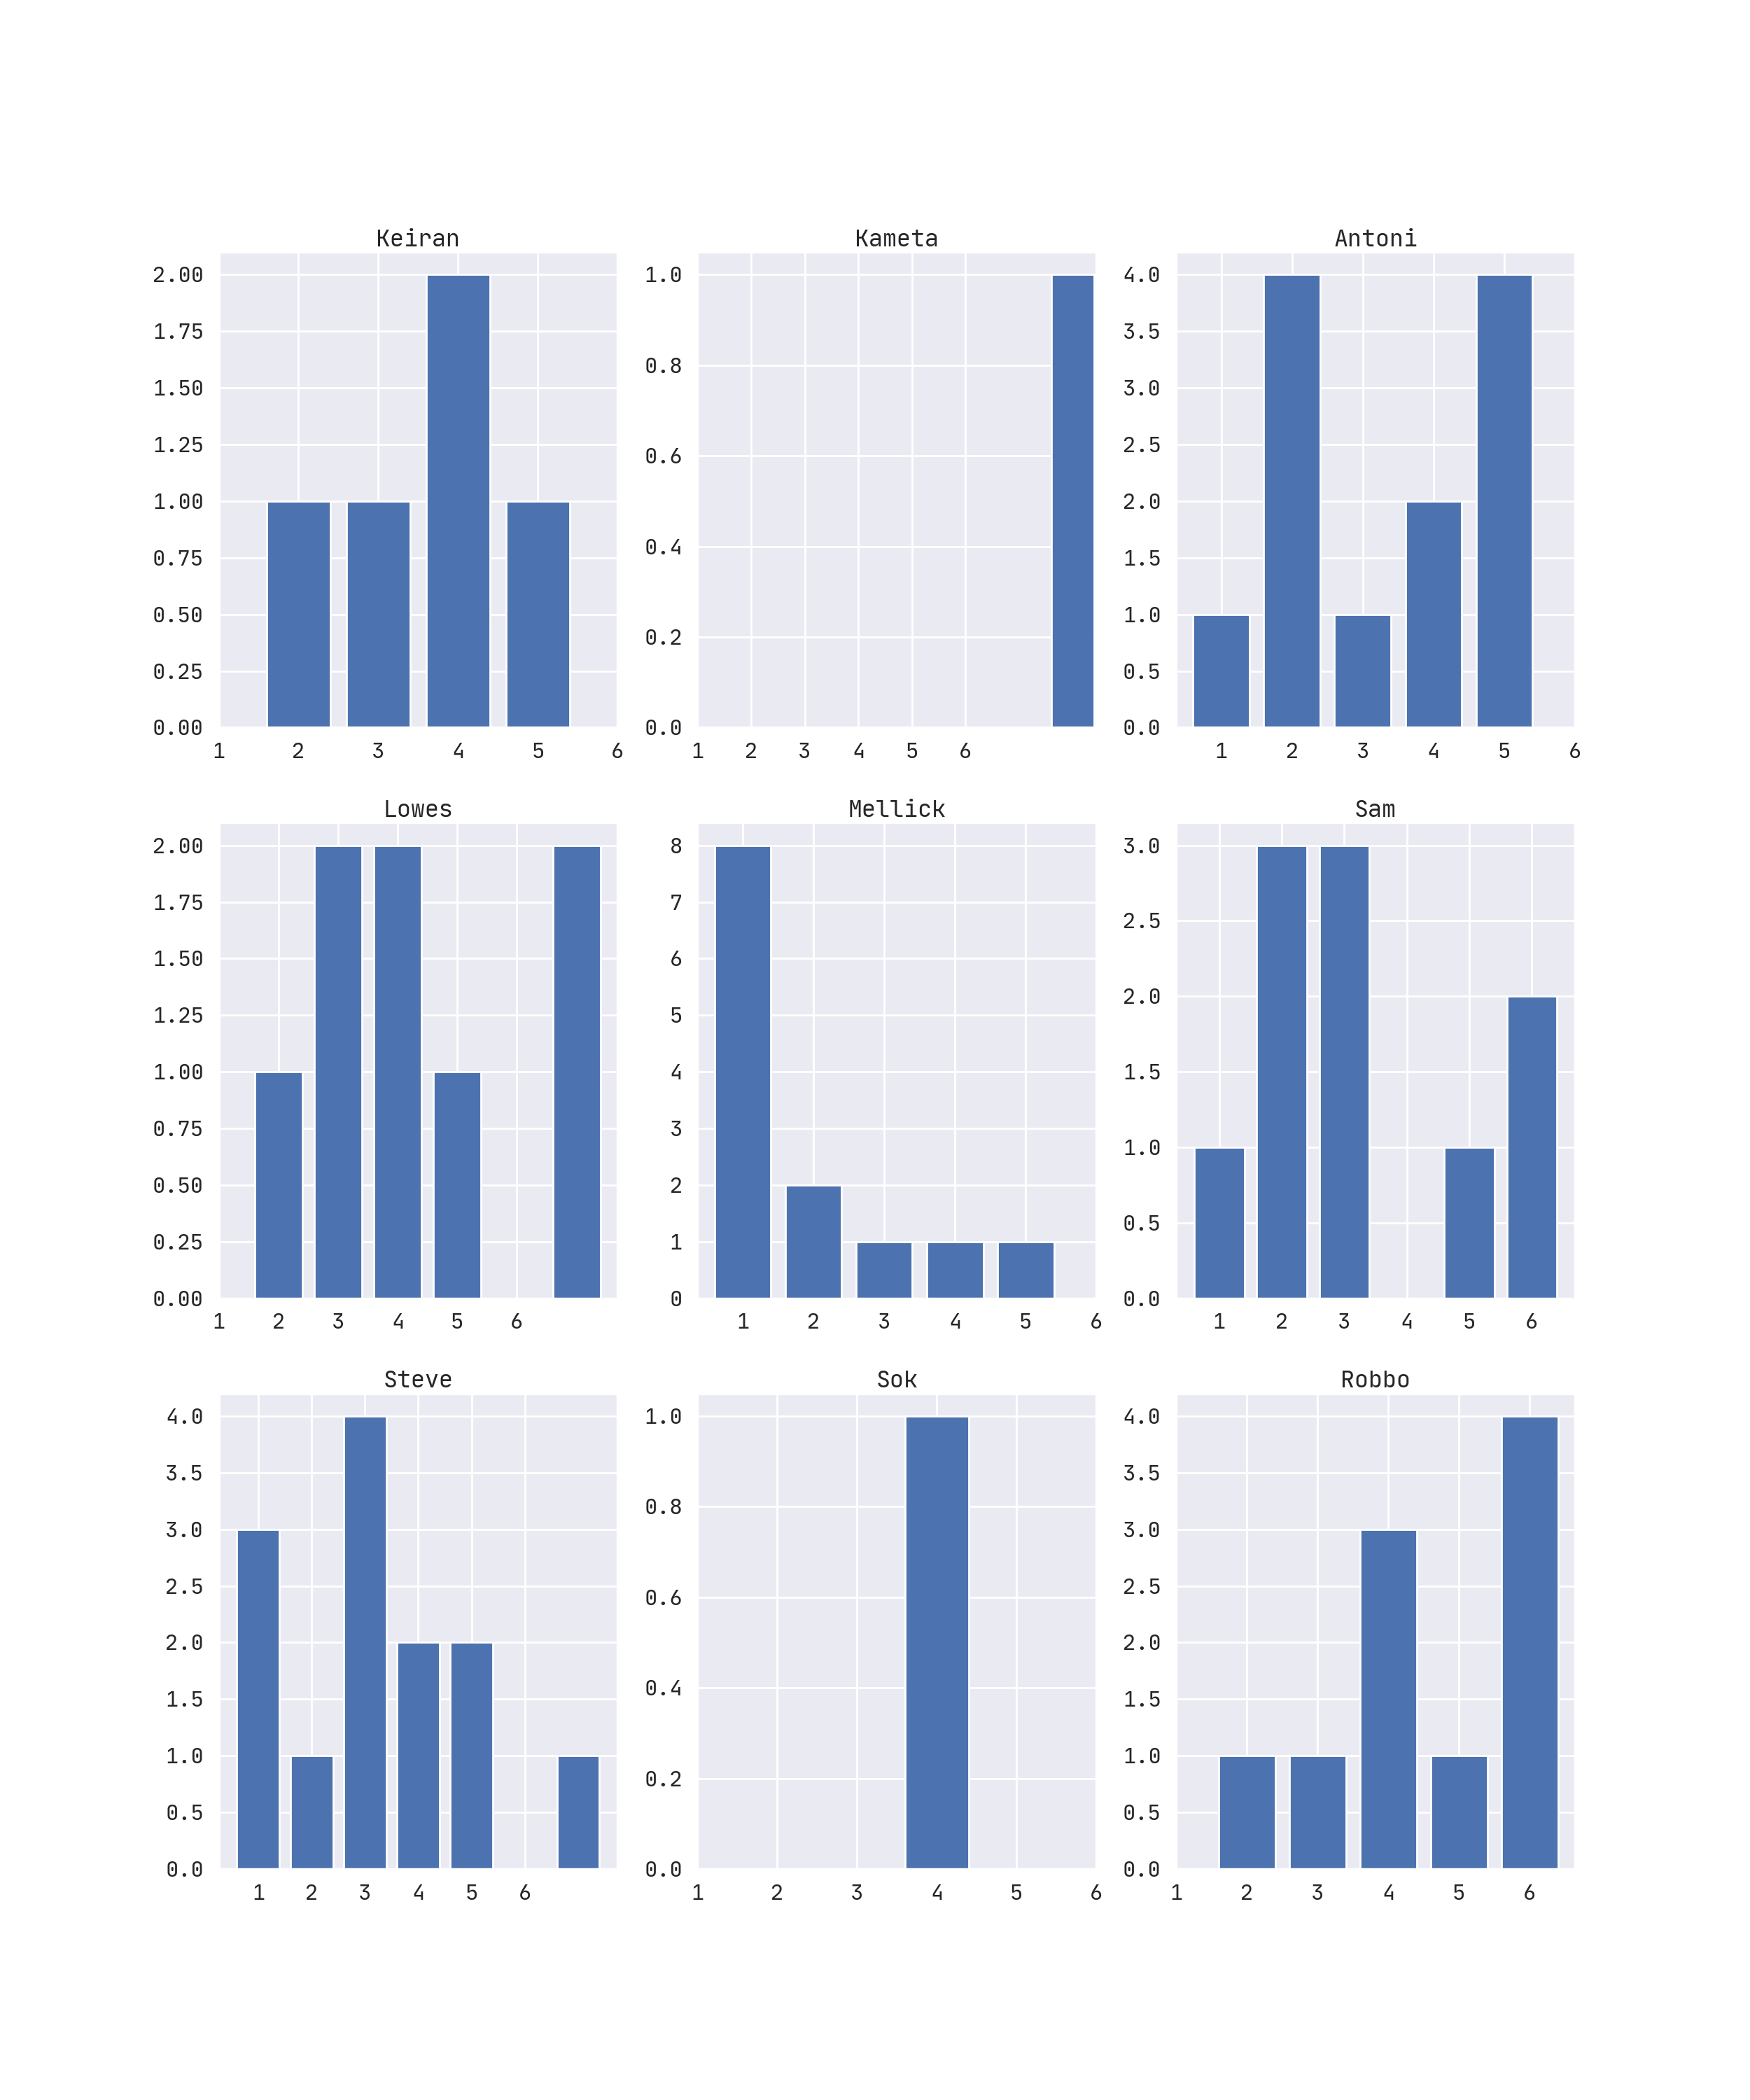 Keiran Kameta Antoni
2.00 1.0 4.0
1.75 3.5
1.50 0.8 3.0
1.25 0.6 2.5
1.00 2.0
0.75 0.4 1.5
0.50 0.2 1.0
0.25 0.5
0.00 0.0 0.0
1 2 3 4 5 6 1 2 3 4 5 6 1 2 3 4 5 6
Lowes Mellick Sam
2.00 8 3.0
1.75 7 2.5
1.50 6 2.0
1.25 5
1.00 4 1.5
0.75 3 1.0
0.50 2 0.5
0.25 1
0.00 0 0.0
1 2 3 4 5 6 1 2 3 4 5 6 1 2 3 4 5 6
Steve Sok Robbo
4.0 1.0 4.0
3.5 3.5
3.0 0.8 3.0
2.5 0.6 2.5
2.0 2.0
1.5 0.4 1.5
1.0 0.2 1.0
0.5 0.5
0.0 0.0 0.0
1 2 3 4 5 6 1 2 3 4 5 6 1 2 3 4 5 6